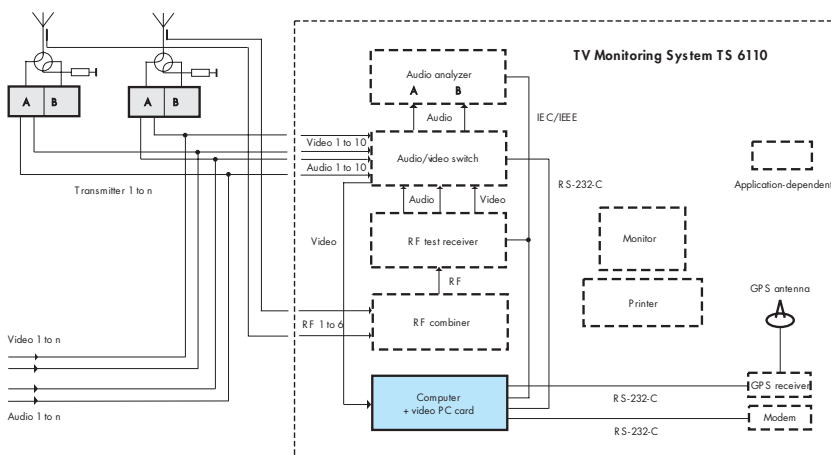 TV Monitoring System TS 6110
Audio analyzer
A B
A B
A B
Audio
IEC/IEEE
Video 1 to 10
Audio/video switch
Audio 1 to 10
RS-232-C
Application-dependent
Transmitter 1 to n
Audio
Video
Video
RF test receiver
Monitor
RF
GPS antenna
Printer
RF 1 to 6
RF combiner
Video 1 to n
Computer
+ video PC card
GPS receiver
RS-232-C
Audio 1 to n
Modem
RS-232-C